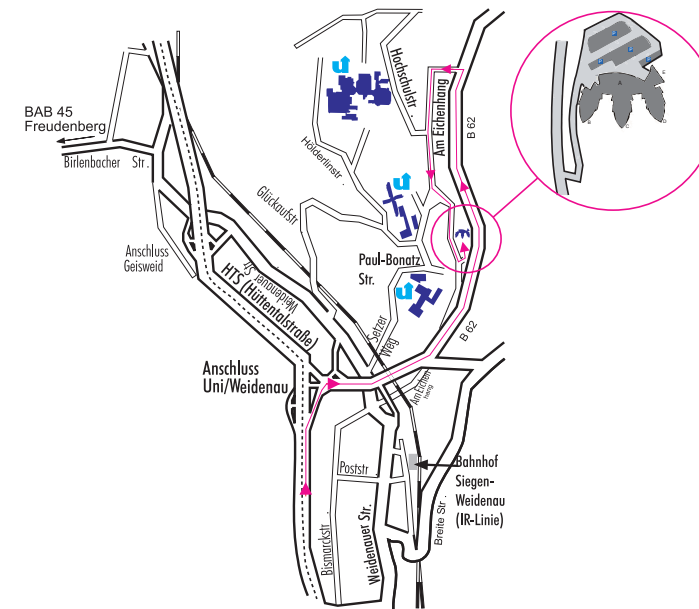 BAB 45
Freudenberg
Birlenbacher Str .
Anschluss
Geisweid
HTS (Hüttentalstraße)
Weidenauer
Str
Glückaufstr
Hölderlinstr .
Hochschulstr .
Am Eichenhang
B 62
Paul-Bonatz
Str.
Setzer
Weg
B 62
Anschluss
Uni/Weidenau
Am Eichen
hang
Poststr .
Bismarckstr .
Weidenauer Str.
Breite Str .
Bahnhof
Siegen-
Weidenau
(IR-Linie)